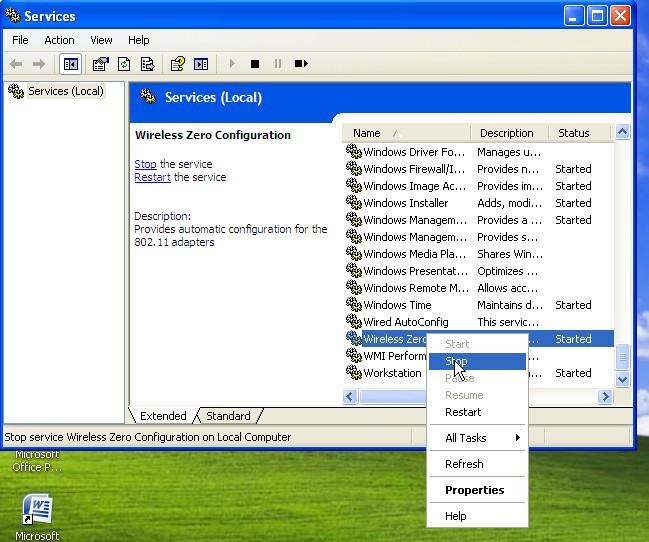 Services
File Action View Help
Services (Local)
Services (Local)
Wireless Zero Configuration
Stop the service
Restart the service
Description:
Provides automatic configuration for the
802.11 adapters
Name Description Status
Windows Driver Fo... Manages u...
Windows Firewall/I... Provides n... Started
Windows Image Ac... Provides im... Started
Windows Installer Adds, modi... Started
Windows Managem... Provides a ... Started
Windows Managem... Provides s...
Windows Media Pla... Shares Win...
Windows Presentat... Optimizes ...
Windows Remote M... Allows acc...
Windows Time Maintains d... Started
Wired AutoConfig This servic...
Wireless Zero Started
WMI Perform
Workstation Started
Start
Stop
Pause
Resume
Restart
All Tasks
Refresh
Properties
Help
Extended Standard
Stop service Wireless Zero Configuration on Local Computer
Microsoft
Office P...
Microsoft